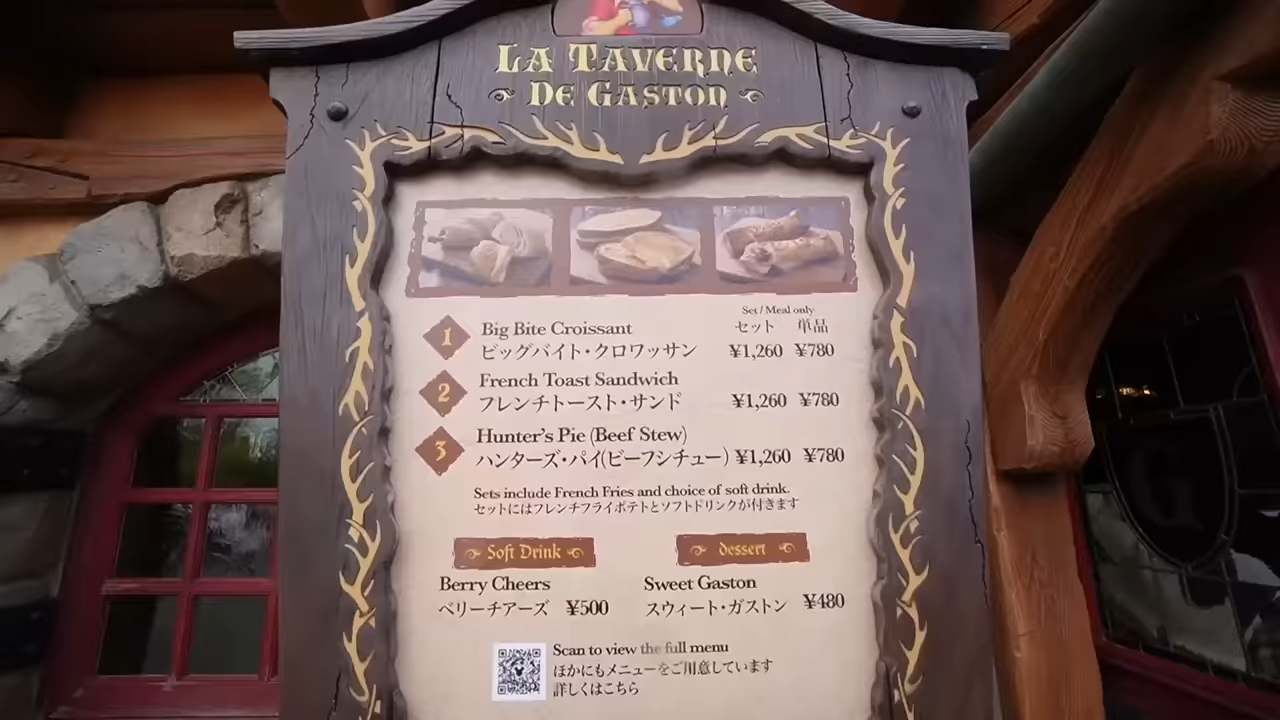 LA TAVERNE
DE GASTON
Set / Meal only
セット 単品
1 Big Bite Croissant
ビッグバイト・クロワッサン ¥1,260 ¥780
2 French Toast Sandwich
フレンチトースト・サンド ¥1,260 ¥780
3 Hunter's Pie (Beef Stew)
ハンターズ・パイ(ビーフシチュー) ¥1,260 ¥780
Sets include French Fries and choice of soft drink.
セットにはフレンチフライポテトとソフトドリンクが付きます
Soft Drink
Berry Cheers
ベリーチアーズ ¥500
dessert
Sweet Gaston
スウィート・ガストン ¥480
Scan to view the full menu
ほかにもメニューをご用意しています
詳しくはこちら
G